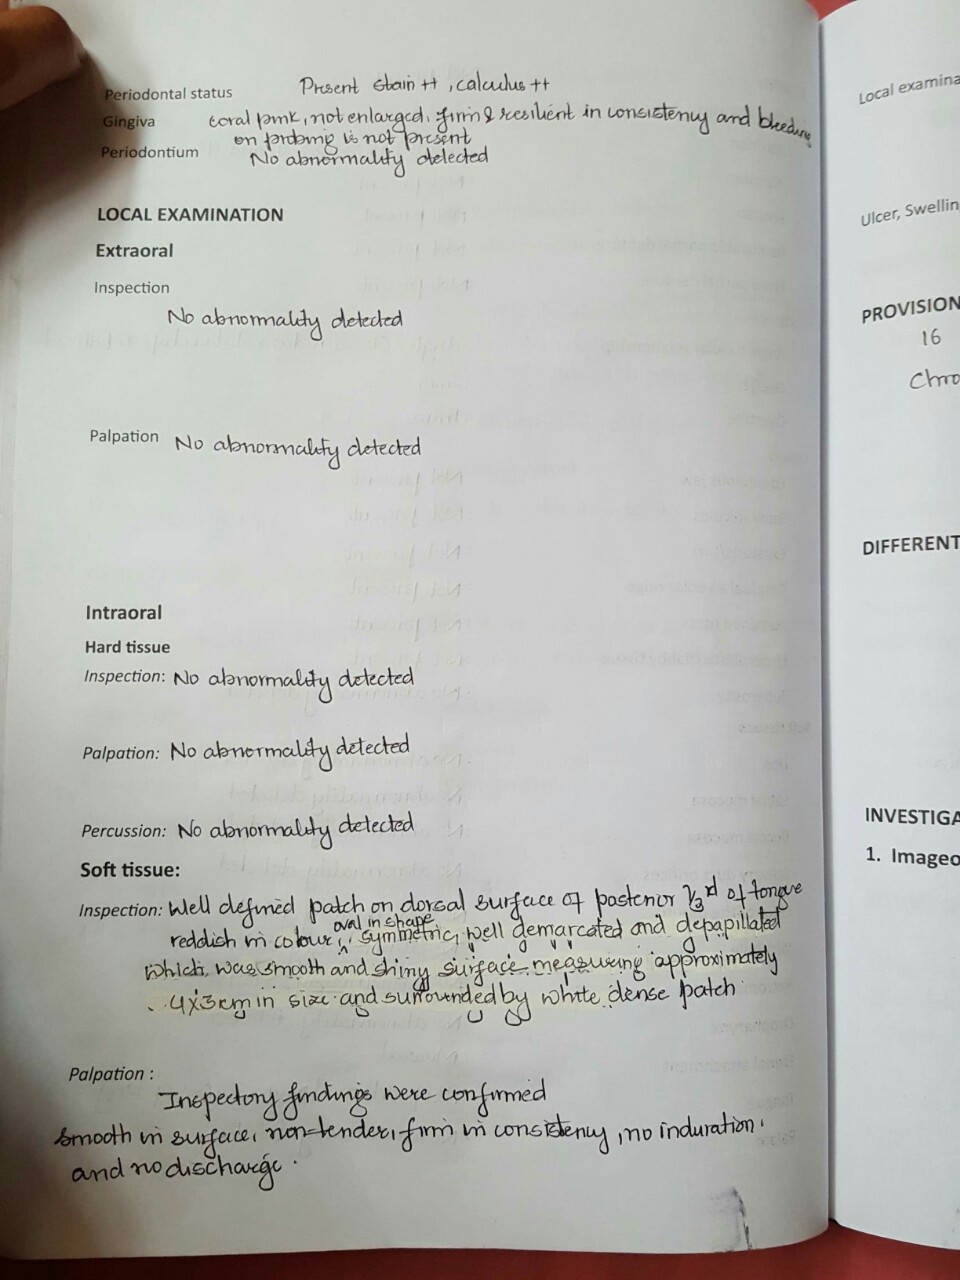 Periodontal status Present stain ++ , calculus ++
Gingiva coral pink, not enlarged, firm & resilient in consistency and bleeding
on probing is not present
Periodontium No abnormality detected
LOCAL EXAMINATION
Extraoral
Inspection
No abnormality detected
Palpation No abnormality detected
Intraoral
Hard tissue
Inspection: No abnormality detected
Palpation: No abnormality detected
Percussion: No abnormality detected
Soft tissue:
Inspection: Well defined patch on dorsal surface of posterior 1/3rd of tongue
reddish in colour, oval in shape, symmetric, well demarcated and depapillated
which, was smooth and shiny surface measuring approximately
4x3cm in size and surrounded by white dense patch
Palpation :
Inspectory findings were confirmed
smooth in surface, non-tender, firm in consistency, no induration.
and no discharge.
Local examina
Ulcer, Swellin
PROVISION
16
Chro
DIFFERENT
INVESTIGA
1. Imageo